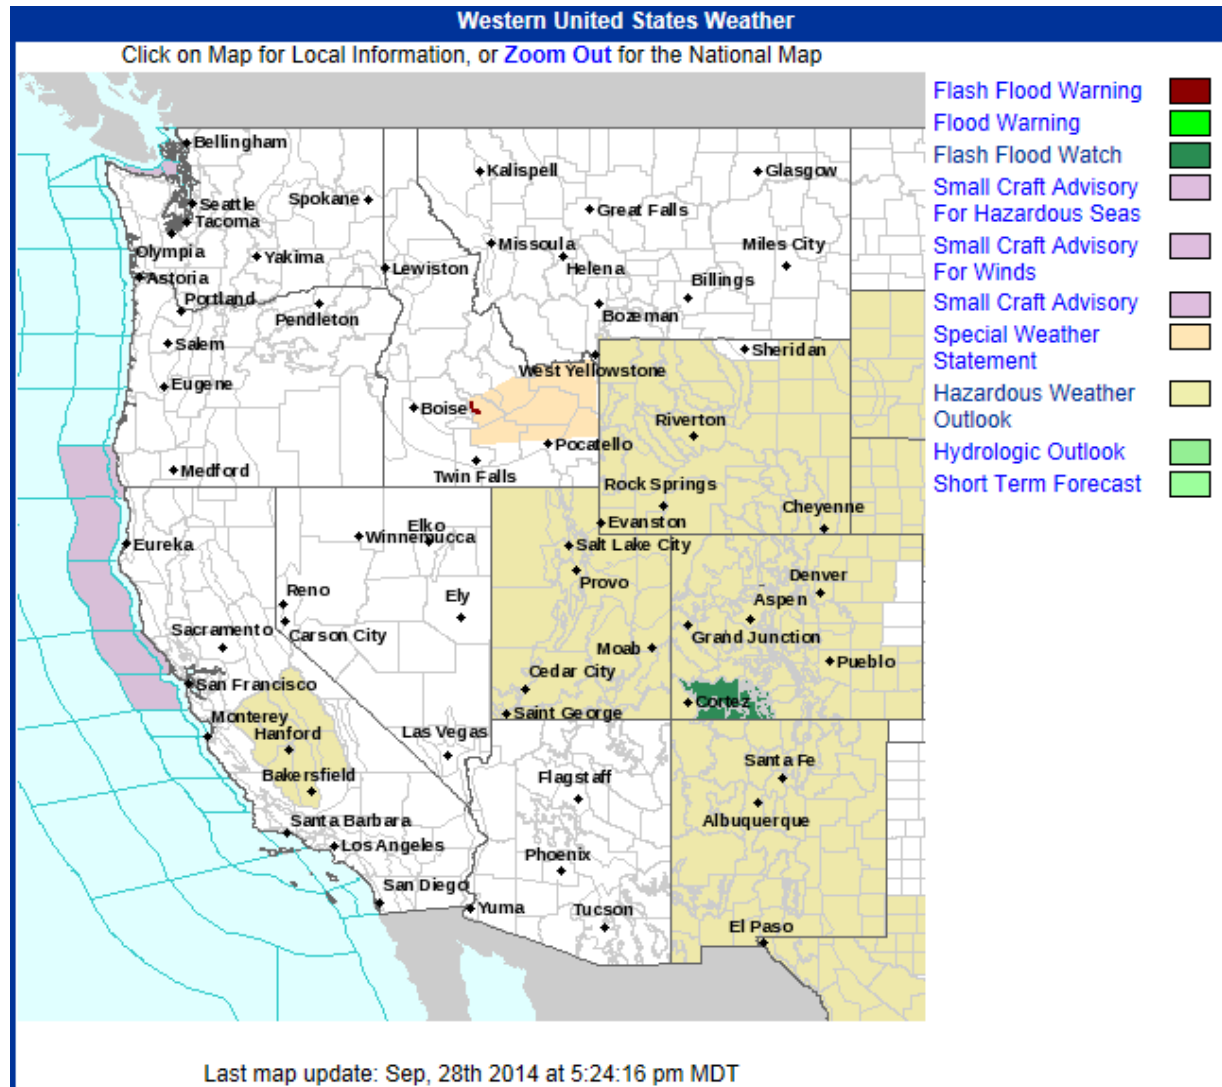 Western United States Weather
Click on Map for Local Information, or Zoom Out for the National Map
Flash Flood Warning
Flood Warning
Flash Flood Watch
Small Craft Advisory
For Hazardous Seas
Small Craft Advisory
For Winds
Small Craft Advisory
Special Weather
Statement
Hazardous Weather
Outlook
Hydrologic Outlook
Short Term Forecast
Bellingham
Kalispell
Glasgow
Seattle
Spokane
Great Falls
Tacoma
Olympia
Yakima
Missoula
Miles City
Helena
Lewiston
Astoria
Billings
Portland
Pendleton
Bozeman
Salem
Sheridan
West Yellowstone
Eugene
Boise
Riverton
Pocatello
Medford
Twin Falls
Rock Springs
Cheyenne
Evanston
Elko
Winnemucca
Eureka
Salt Lake City
Provo
Denver
Reno
Ely
Aspen
Sacramento
Carson City
Grand Junction
Moab
Pueblo
Cedar City
San Francisco
Cortez
Saint George
Monterey
Hanford
Las Vegas
Santa Fe
Bakersfield
Flagstaff
Albuquerque
Santa Barbara
Los Angeles
Phoenix
San Diego
Yuma
Tucson
El Paso
Last map update: Sep, 28th 2014 at 5:24:16 pm MDT